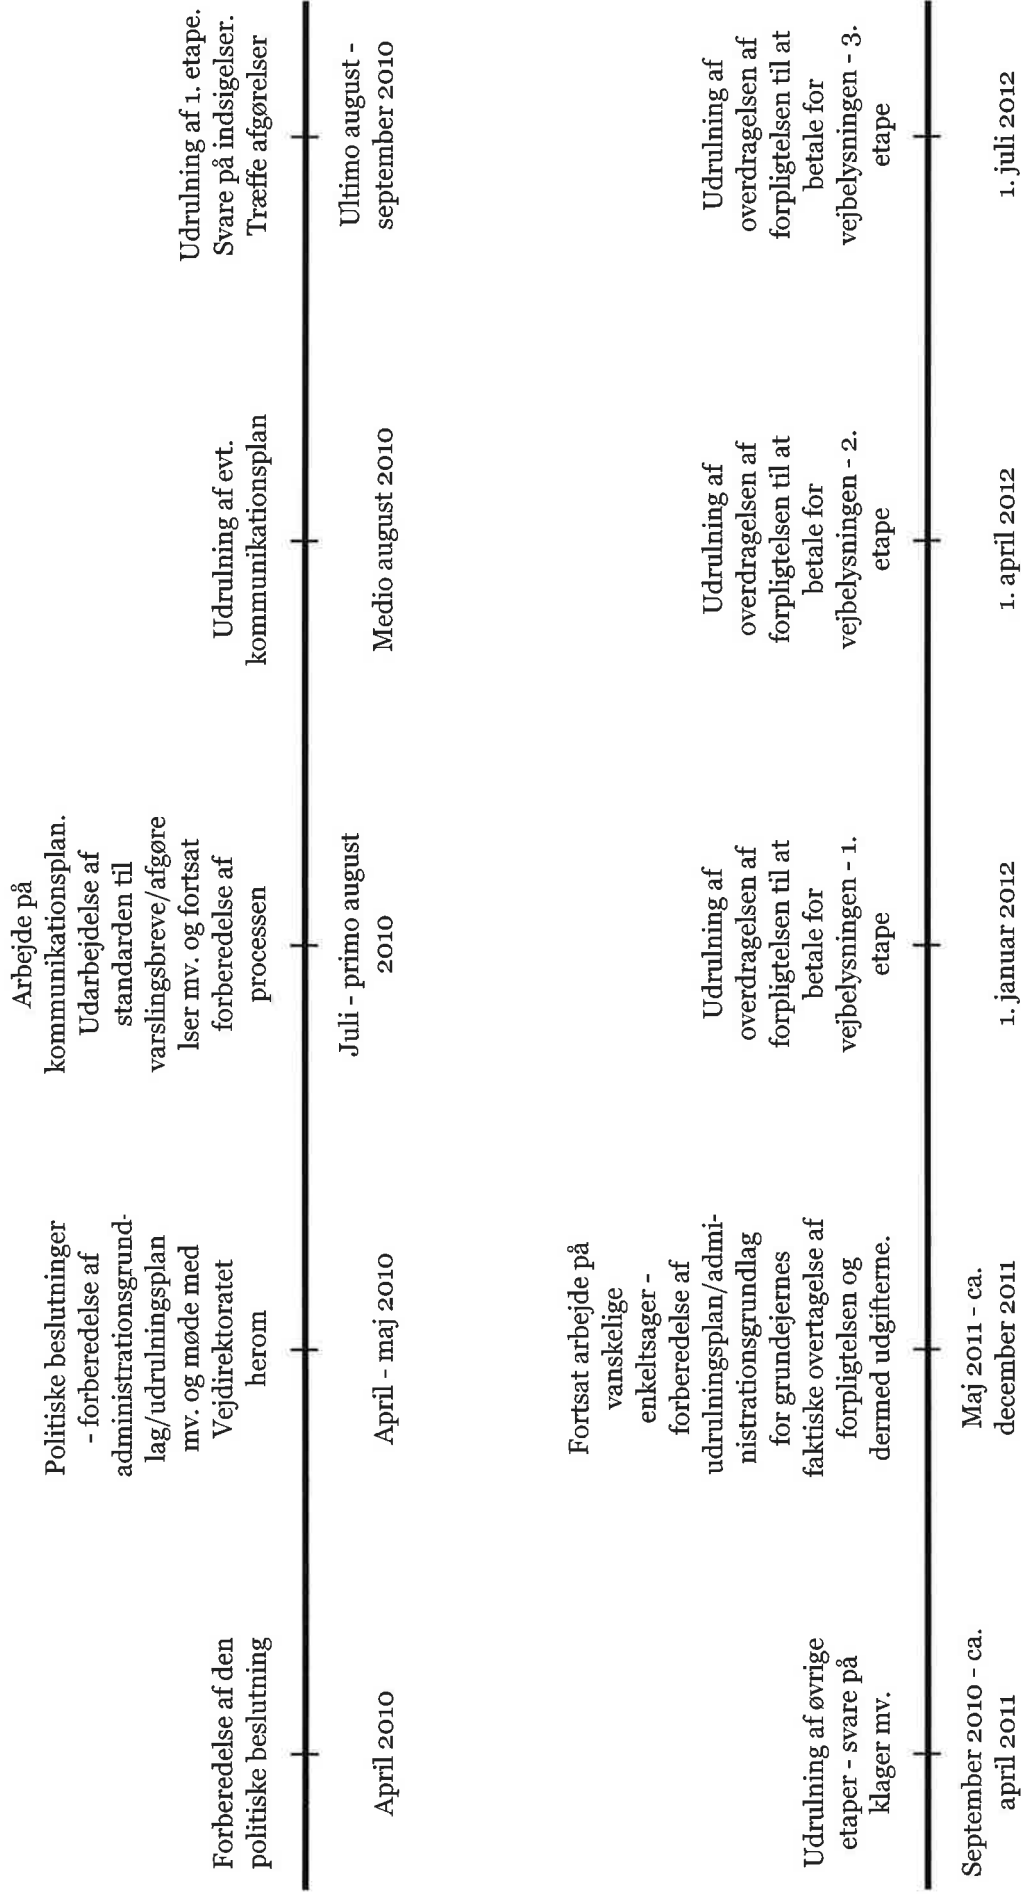 Forberedelse af den
politiske beslutning
April 2010
Politiske beslutninger
- forberedelse af
administrationsgrund-
lag/udrulningsplan
mv. og møde med
Vejdirektoratet
herom
April - maj 2010
Arbejde på
kommunikationsplan.
Udarbejdelse af
standarden til
varslingsbreve/afgøre
lser mv. og fortsat
forberedelse af
processen
Juli - primo august
2010
Udrulning af evt.
kommunikationsplan
Medio august 2010
Udrulning af 1. etape.
Svare på indsigelser.
Træffe afgørelser
Ultimo august -
september 2010
Udrulning af øvrige
etaper - svare på
klager mv.
September 2010 - ca.
april 2011
Fortsat arbejde på
vanskelige
enkeltsager -
forberedelse af
udrulningsplan/admi-
nistrationsgrundlag
for grundejernes
faktiske overtagelse af
forpligtelsen og
dermed udgifterne.
Maj 2011 - ca.
december 2011
Udrulning af
overdragelsen af
forpligtelsen til at
betale for
vejbelysningen - 1.
etape
1. januar 2012
Udrulning af
overdragelsen af
forpligtelsen til at
betale for
vejbelysningen - 2.
etape
1. april 2012
Udrulning af
overdragelsen af
forpligtelsen til at
betale for
vejbelysningen - 3.
etape
1. juli 2012